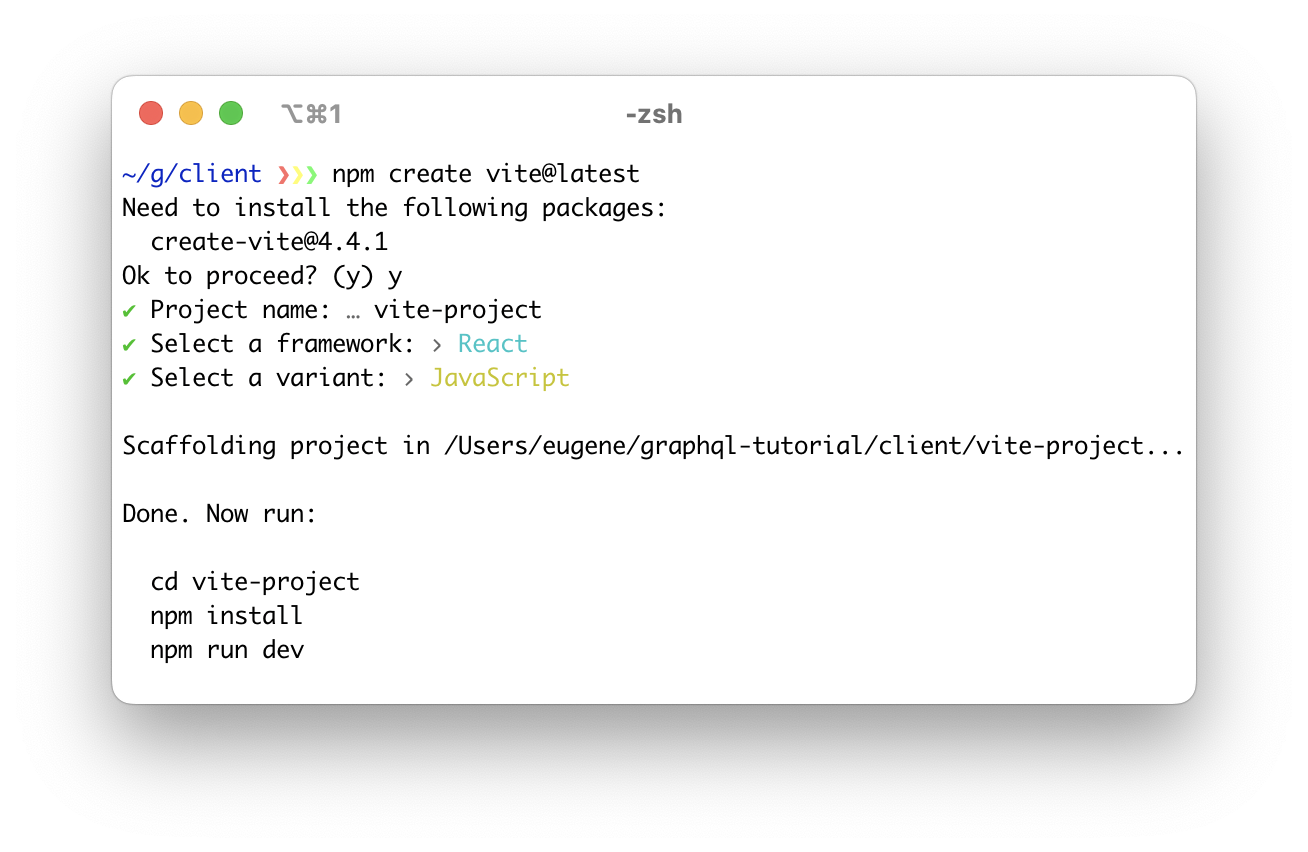 ⌥⌘1 -zsh
~/g/client ❯❯❯ npm create vite@latest
Need to install the following packages:
  create-vite@4.4.1
Ok to proceed? (y) y
✔ Project name: … vite-project
✔ Select a framework: › React
✔ Select a variant: › JavaScript
Scaffolding project in /Users/eugene/graphql-tutorial/client/vite-project...
Done. Now run:
  cd vite-project
  npm install
  npm run dev